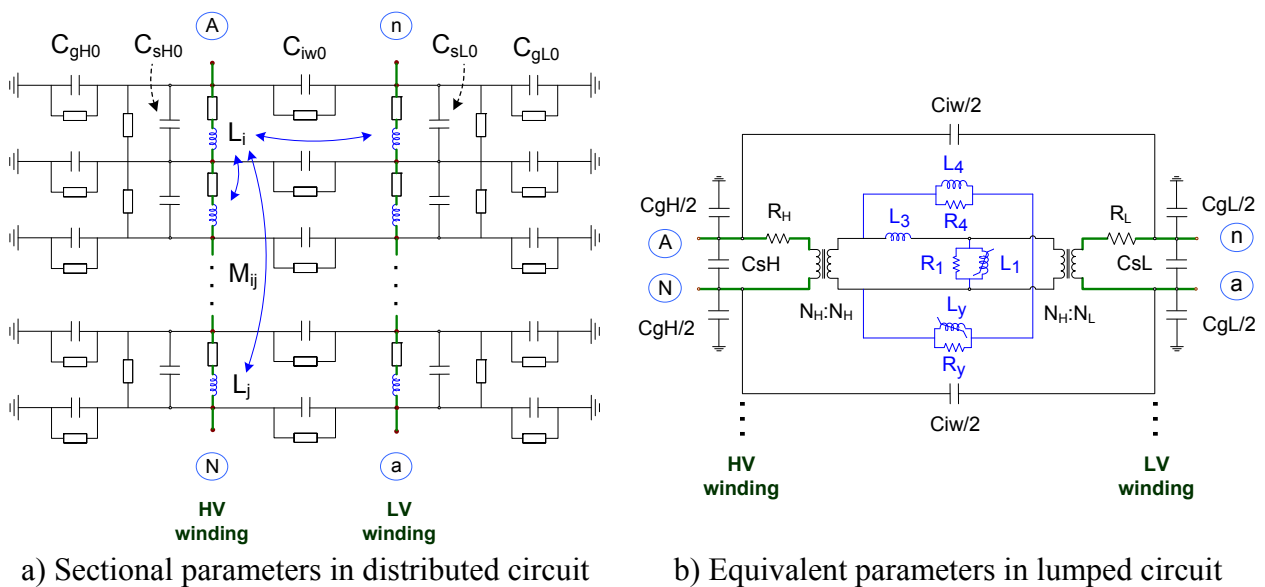 A
n
CgH0
CsH0
Ciw0
CsL0
CgL0
Li
Mij
Lj
N
a
HV
winding
LV
winding
a) Sectional parameters in distributed circuit
Ciw/2
L4
R4
CgH/2
RH
L3
RL
CgL/2
A
n
CsH
R1
L1
CsL
N
a
NH:NH
Ly
NH:NL
CgH/2
CgL/2
Ry
Ciw/2
HV
winding
LV
winding
b) Equivalent parameters in lumped circuit